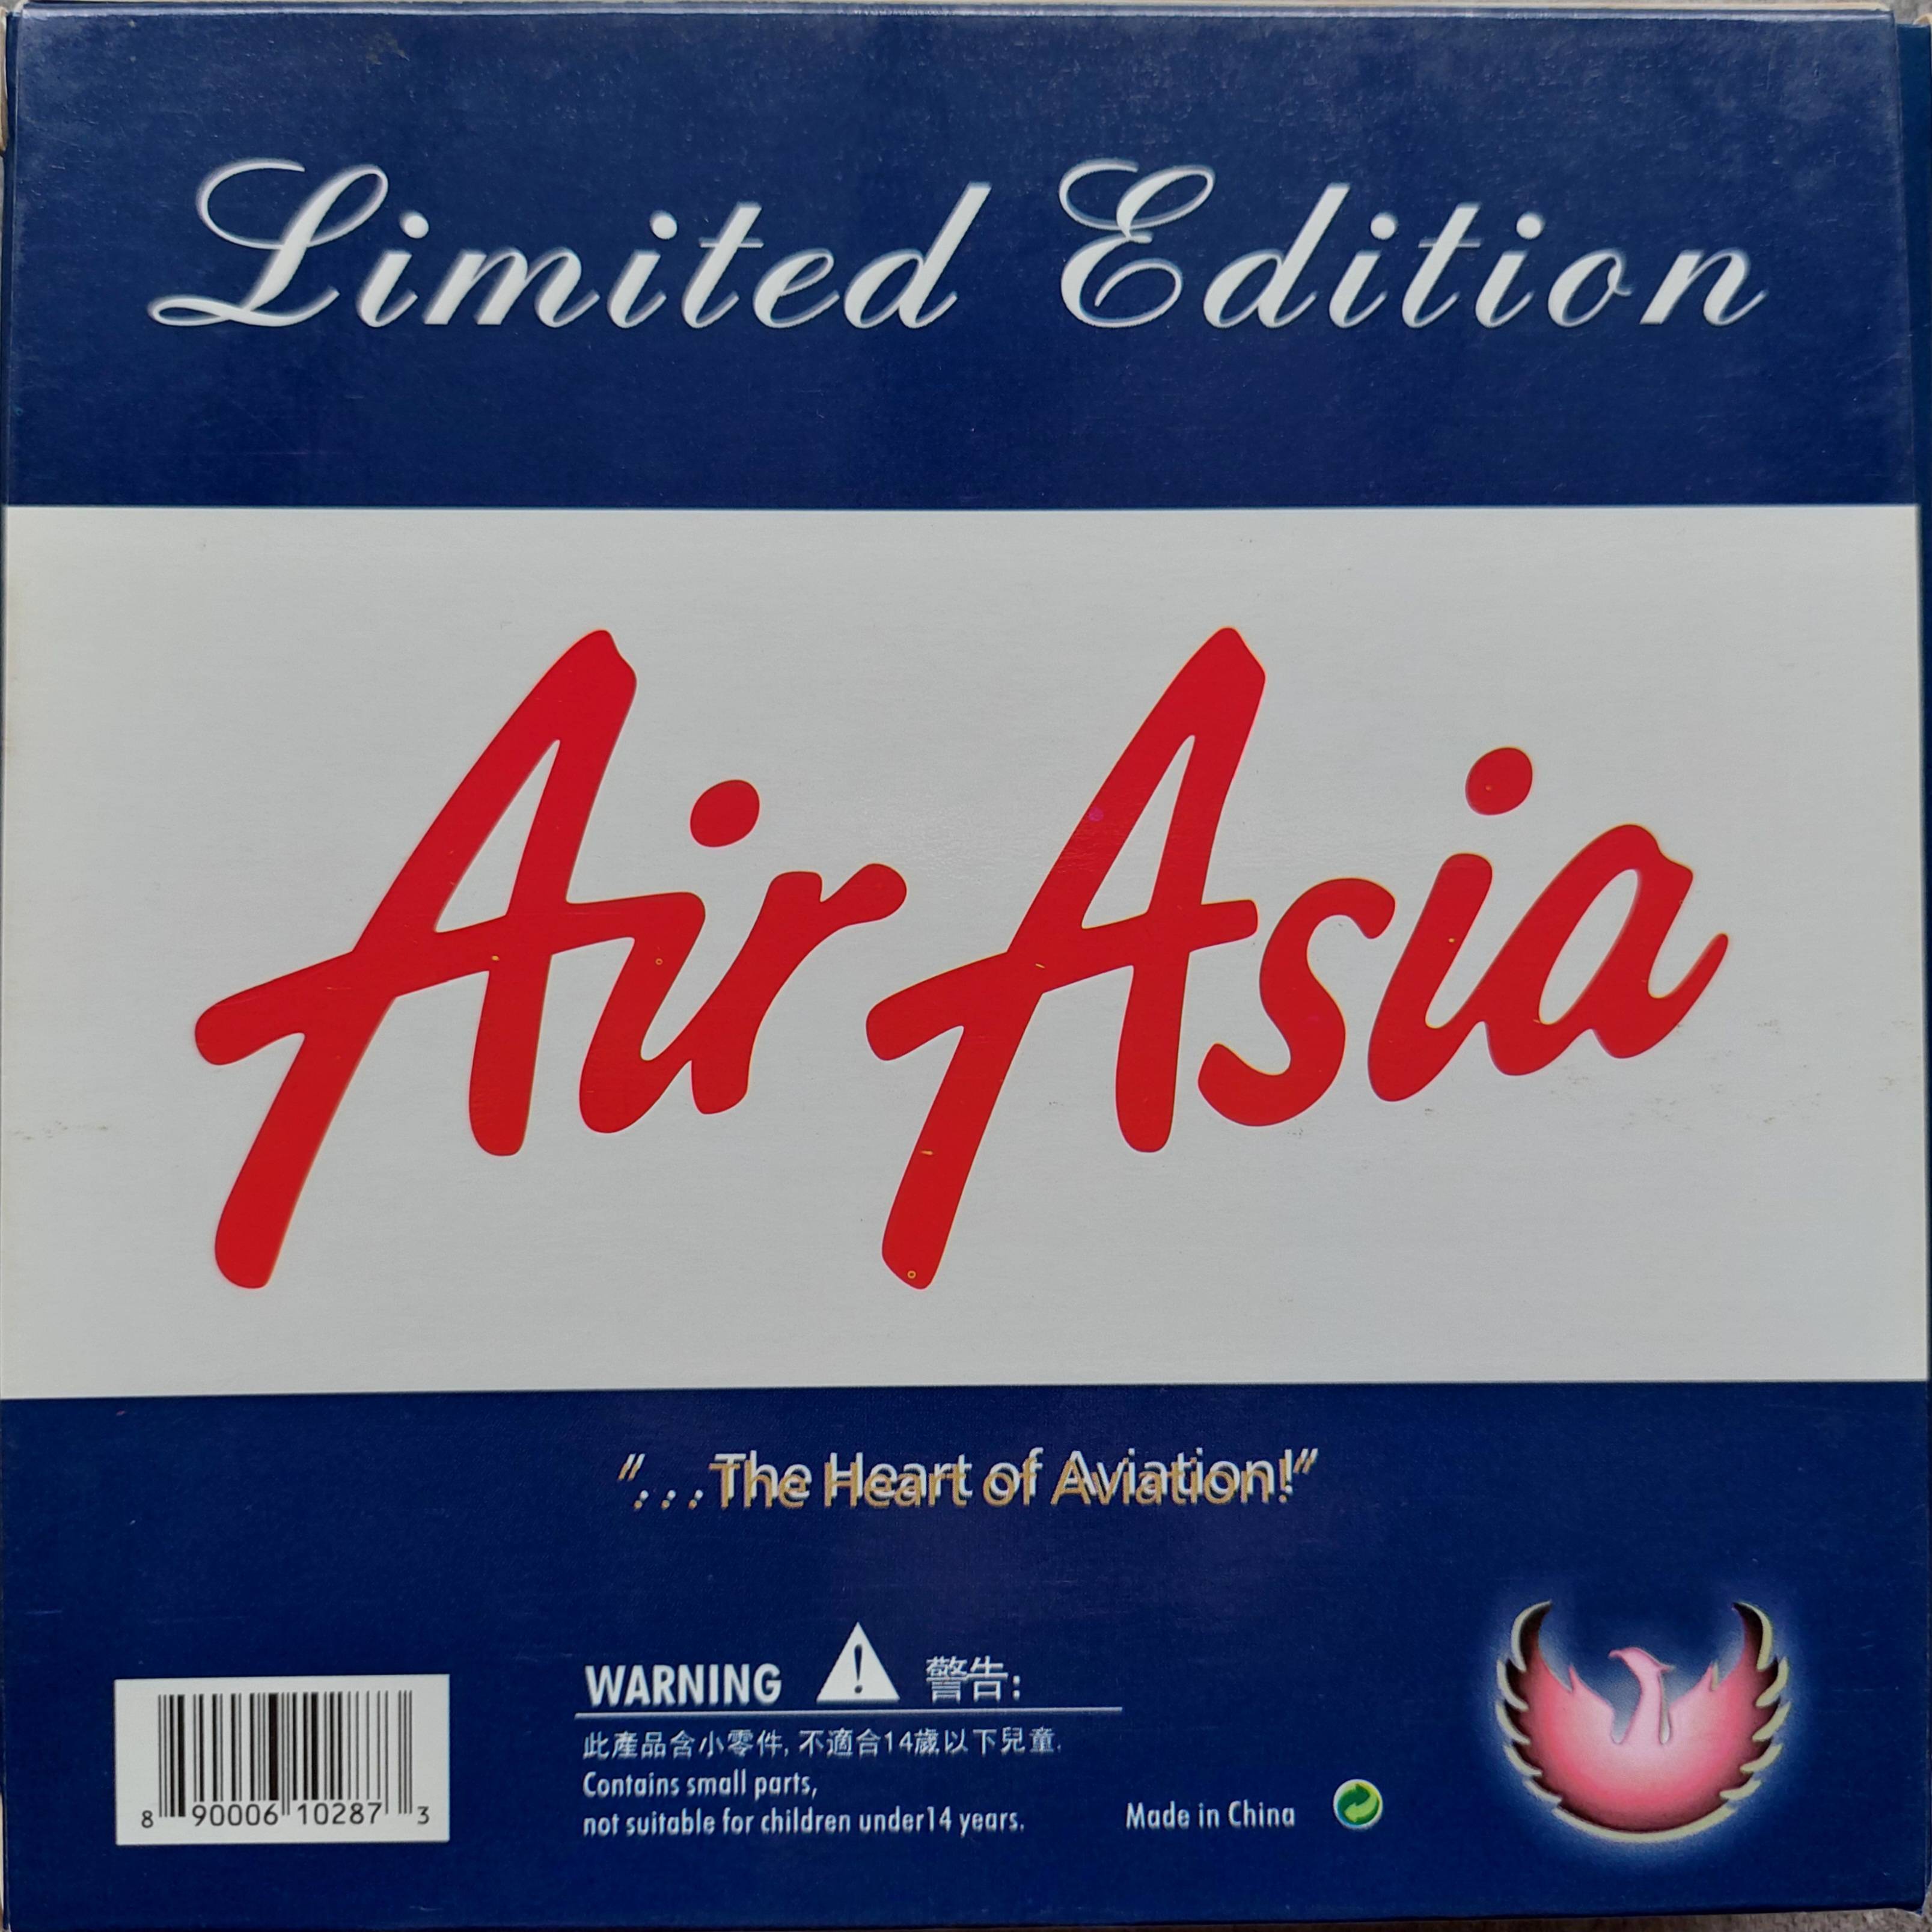 Limited Edition
Air Asia
"...The Heart of Aviation!"
WARNING ! 警告:
此產品含小零件, 不適合14歲以下兒童.
Contains small parts,
not suitable for children under14 years.
Made in China
8 90006 10287 3